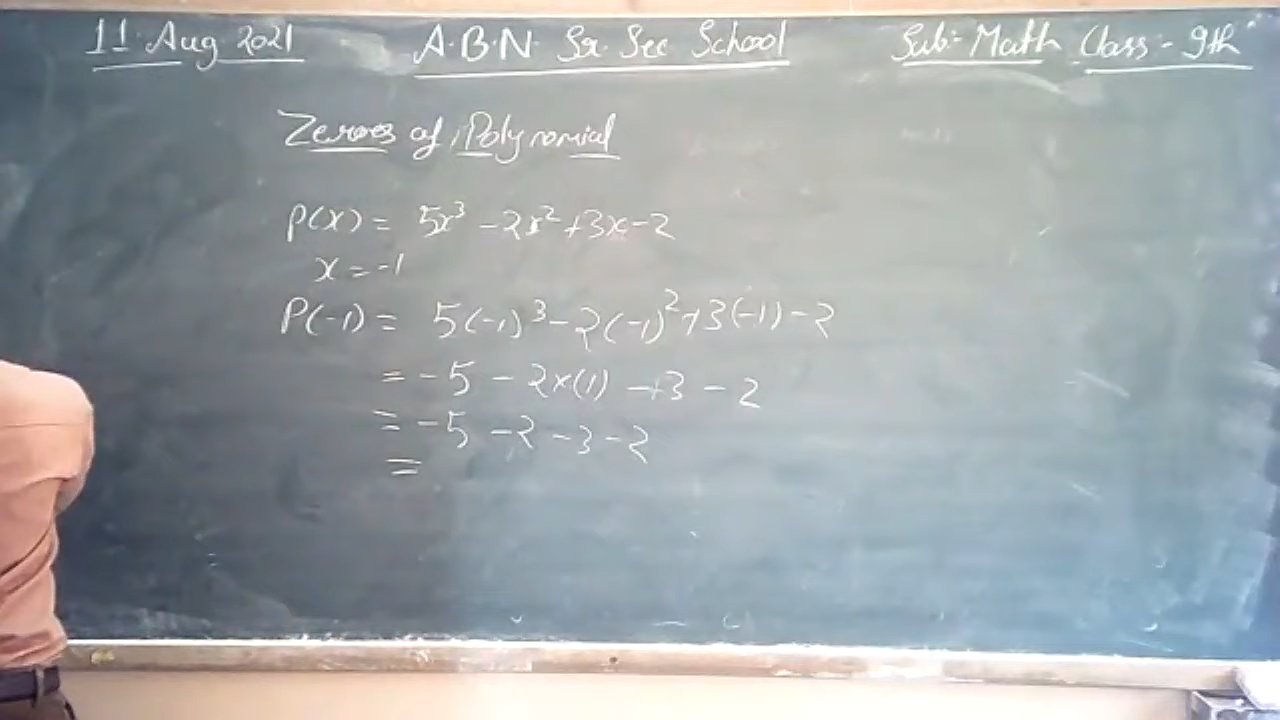 11 Aug 2021 A.B.N. Sr. Sec School Sub:- Math Class:- 9th
Zeroes of Polynomial
P(x) = 5x³ - 2x² + 3x - 2
x = -1
P(-1) = 5(-1)³ - 2(-1)² + 3(-1) - 2
= -5 - 2×(1) - 3 - 2
= -5 - 2 - 3 - 2
=